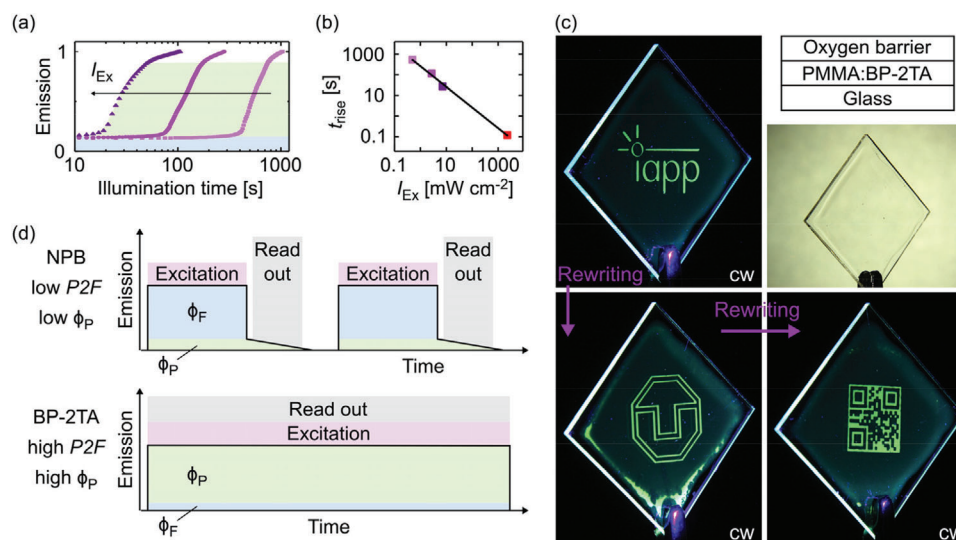 (a)
Emission
1
0
I_Ex
10
100
1000
Illumination time [s]
(b)
t_rise [s]
1000
10
0.1
0.1
10
1000
I_Ex [mW cm⁻²]
(c)
iapp
cw
Oxygen barrier
PMMA:BP-2TA
Glass
Rewriting
cw
Rewriting
cw
(d)
NPB
low P2F
low ϕ_P
Emission
Excitation
Read
out
ϕ_F
ϕ_P
Excitation
Read
out
Time
BP-2TA
high P2F
high ϕ_P
Emission
Read out
Excitation
ϕ_P
ϕ_F
Time